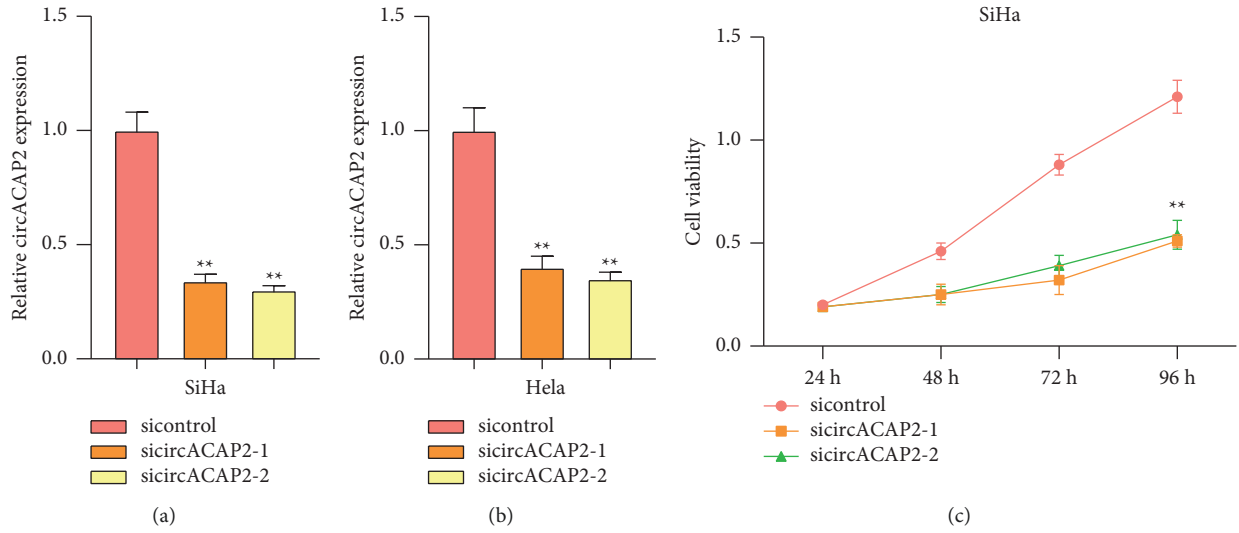 Relative circACAP2 expression
1.5
1.0
0.5
0.0
**
**
SiHa
sicontrol
sicircACAP2-1
sicircACAP2-2
(a)
Relative circACAP2 expression
1.5
1.0
0.5
0.0
**
**
Hela
sicontrol
sicircACAP2-1
sicircACAP2-2
(b)
SiHa
Cell viability
1.5
1.0
0.5
0.0
**
24 h 48 h 72 h 96 h
sicontrol
sicircACAP2-1
sicircACAP2-2
(c)